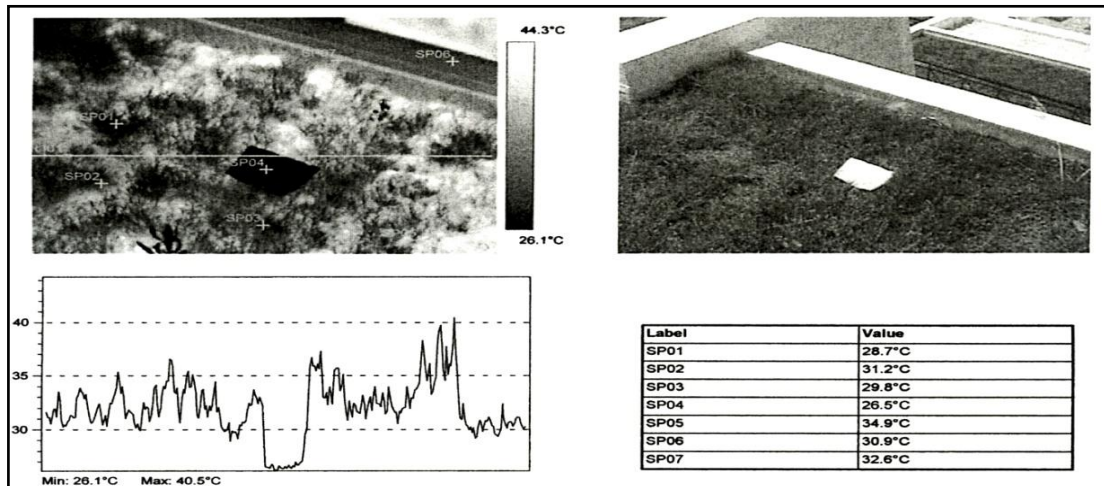 44.3°C
SP06
SP01
SP04
SP02
SP03
26.1°C
40
35
30
Min: 26.1°C Max: 40.5°C
Label Value
SP01 28.7°C
SP02 31.2°C
SP03 29.8°C
SP04 26.5°C
SP05 34.9°C
SP06 30.9°C
SP07 32.6°C